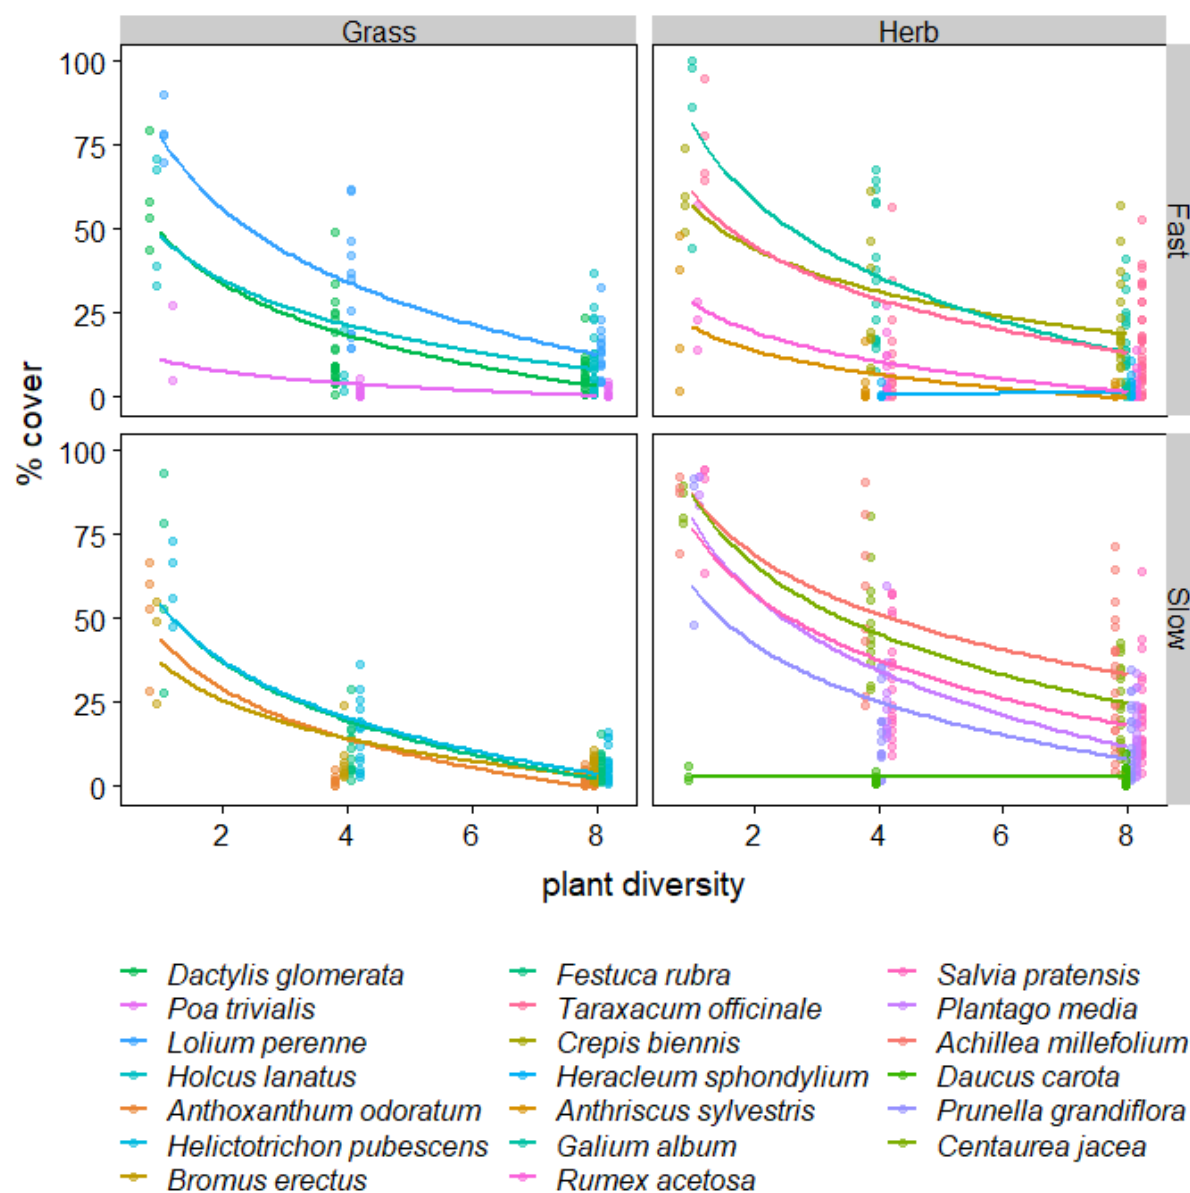 Grass Herb
100
75
50
25
0
Fast
% cover
100
75
50
25
0
Slow
2 4 6 8 2 4 6 8
plant diversity
Dactylis glomerata Festuca rubra Salvia pratensis
Poa trivialis Taraxacum officinale Plantago media
Lolium perenne Crepis biennis Achillea millefolium
Holcus lanatus Heracleum sphondylium Daucus carota
Anthoxanthum odoratum Anthriscus sylvestris Prunella grandiflora
Helictotrichon pubescens Galium album Centaurea jacea
Bromus erectus Rumex acetosa